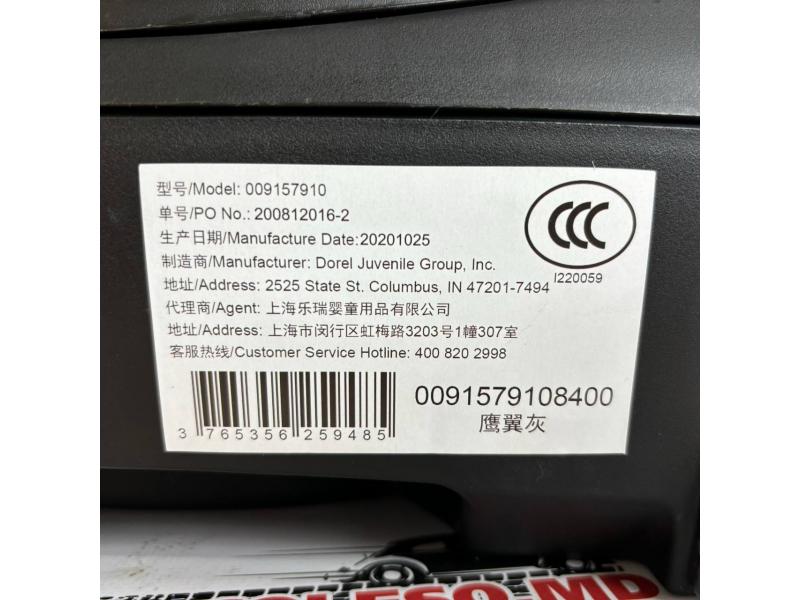 型号/Model: 009157910
单号/PO No.: 200812016-2
生产日期/Manufacture Date:20201025
制造商/Manufacturer: Dorel Juvenile Group, Inc.
地址/Address: 2525 State St. Columbus, IN 47201-7494
代理商/Agent: 上海乐瑞婴童用品有限公司
地址/Address: 上海市闵行区虹梅路3203号1幢307室
客服热线/Customer Service Hotline: 400 820 2998
CCC
I220059
3 765356 259485
0091579108400
鹰翼灰